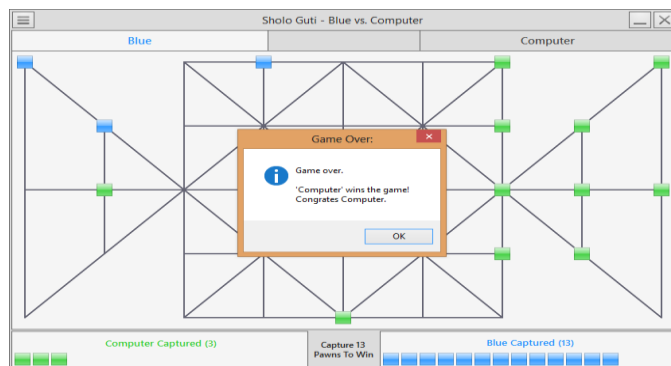 Sholo Guti - Blue vs. Computer
Blue
Computer
Game Over:
Game over.
'Computer' wins the game!
Congrates Computer.
OK
Computer Captured (3)
Capture 13
Pawns To Win
Blue Captured (13)